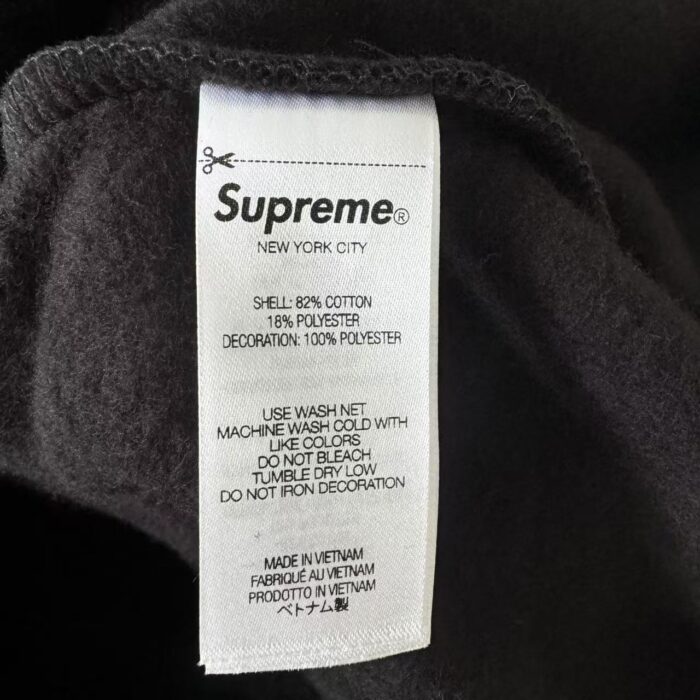 Supreme®
NEW YORK CITY
SHELL: 82% COTTON
18% POLYESTER
DECORATION: 100% POLYESTER
USE WASH NET
MACHINE WASH COLD WITH
LIKE COLORS
DO NOT BLEACH
TUMBLE DRY LOW
DO NOT IRON DECORATION
MADE IN VIETNAM
FABRIQUÉ AU VIETNAM
PRODOTTO IN VIETNAM
ベトナム製